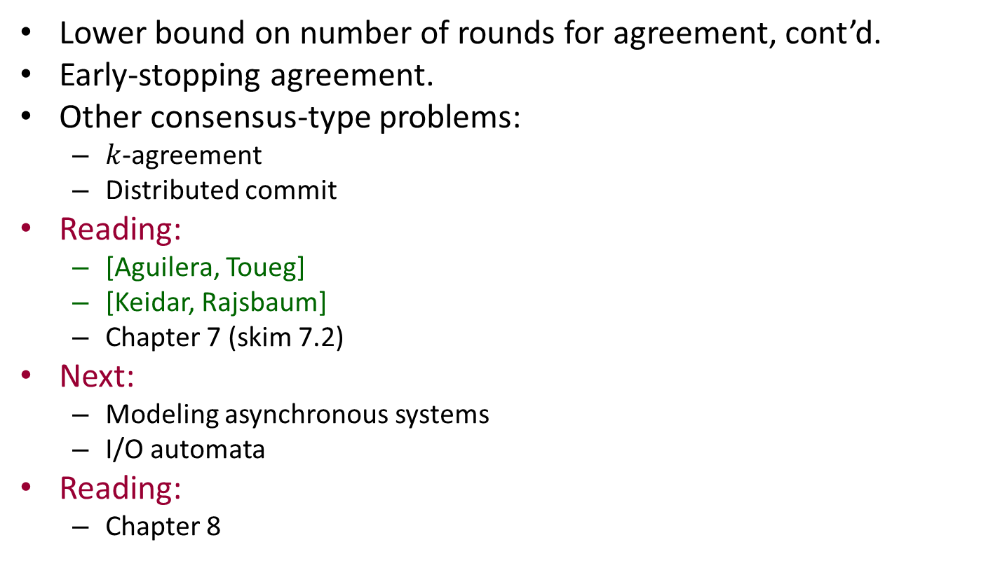 • Lower bound on number of rounds for agreement, cont’d.
• Early-stopping agreement.
• Other consensus-type problems:
– k-agreement
– Distributed commit
• Reading:
– [Aguilera, Toueg]
– [Keidar, Rajsbaum]
– Chapter 7 (skim 7.2)
• Next:
– Modeling asynchronous systems
– I/O automata
• Reading:
– Chapter 8